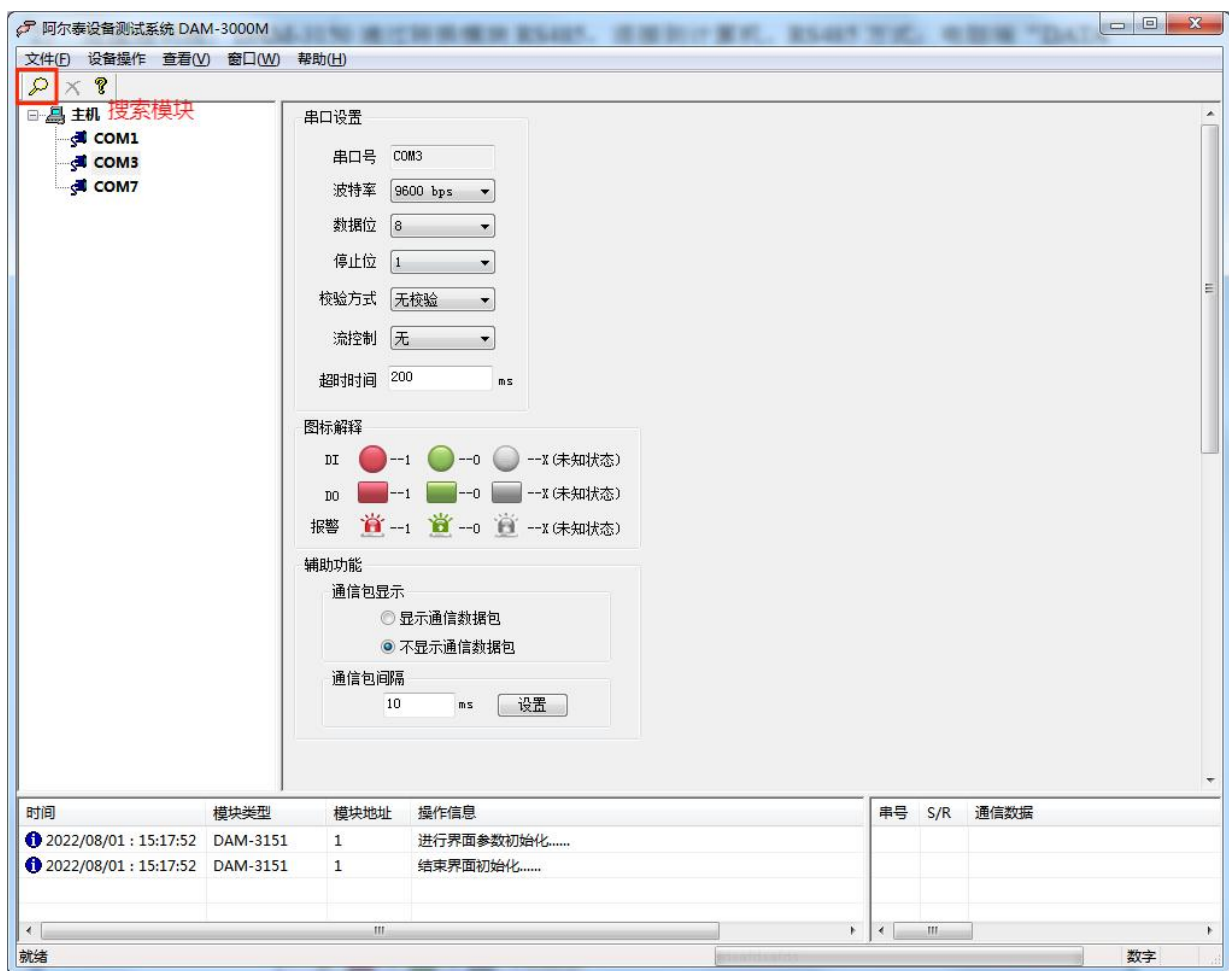 阿尔泰设备测试系统 DAM-3000M
文件(F) 设备操作 查看(V) 窗口(W) 帮助(H)
主机 搜索模块
COM1
COM3
COM7
串口设置
串口号 COM3
波特率 9600 bps
数据位 8
停止位 1
校验方式 无校验
流控制 无
超时时间 200 ms
图标解释
DI --1 --0 --X(未知状态)
DO --1 --0 --X(未知状态)
报警 --1 --0 --X(未知状态)
辅助功能
通信包显示
显示通信数据包
不显示通信数据包
通信包间隔
10 ms 设置
时间 模块类型 模块地址 操作信息 串号 S/R 通信数据
2022/08/01 : 15:17:52 DAM-3151 1 进行界面参数初始化......
2022/08/01 : 15:17:52 DAM-3151 1 结束界面初始化......
就绪 数字